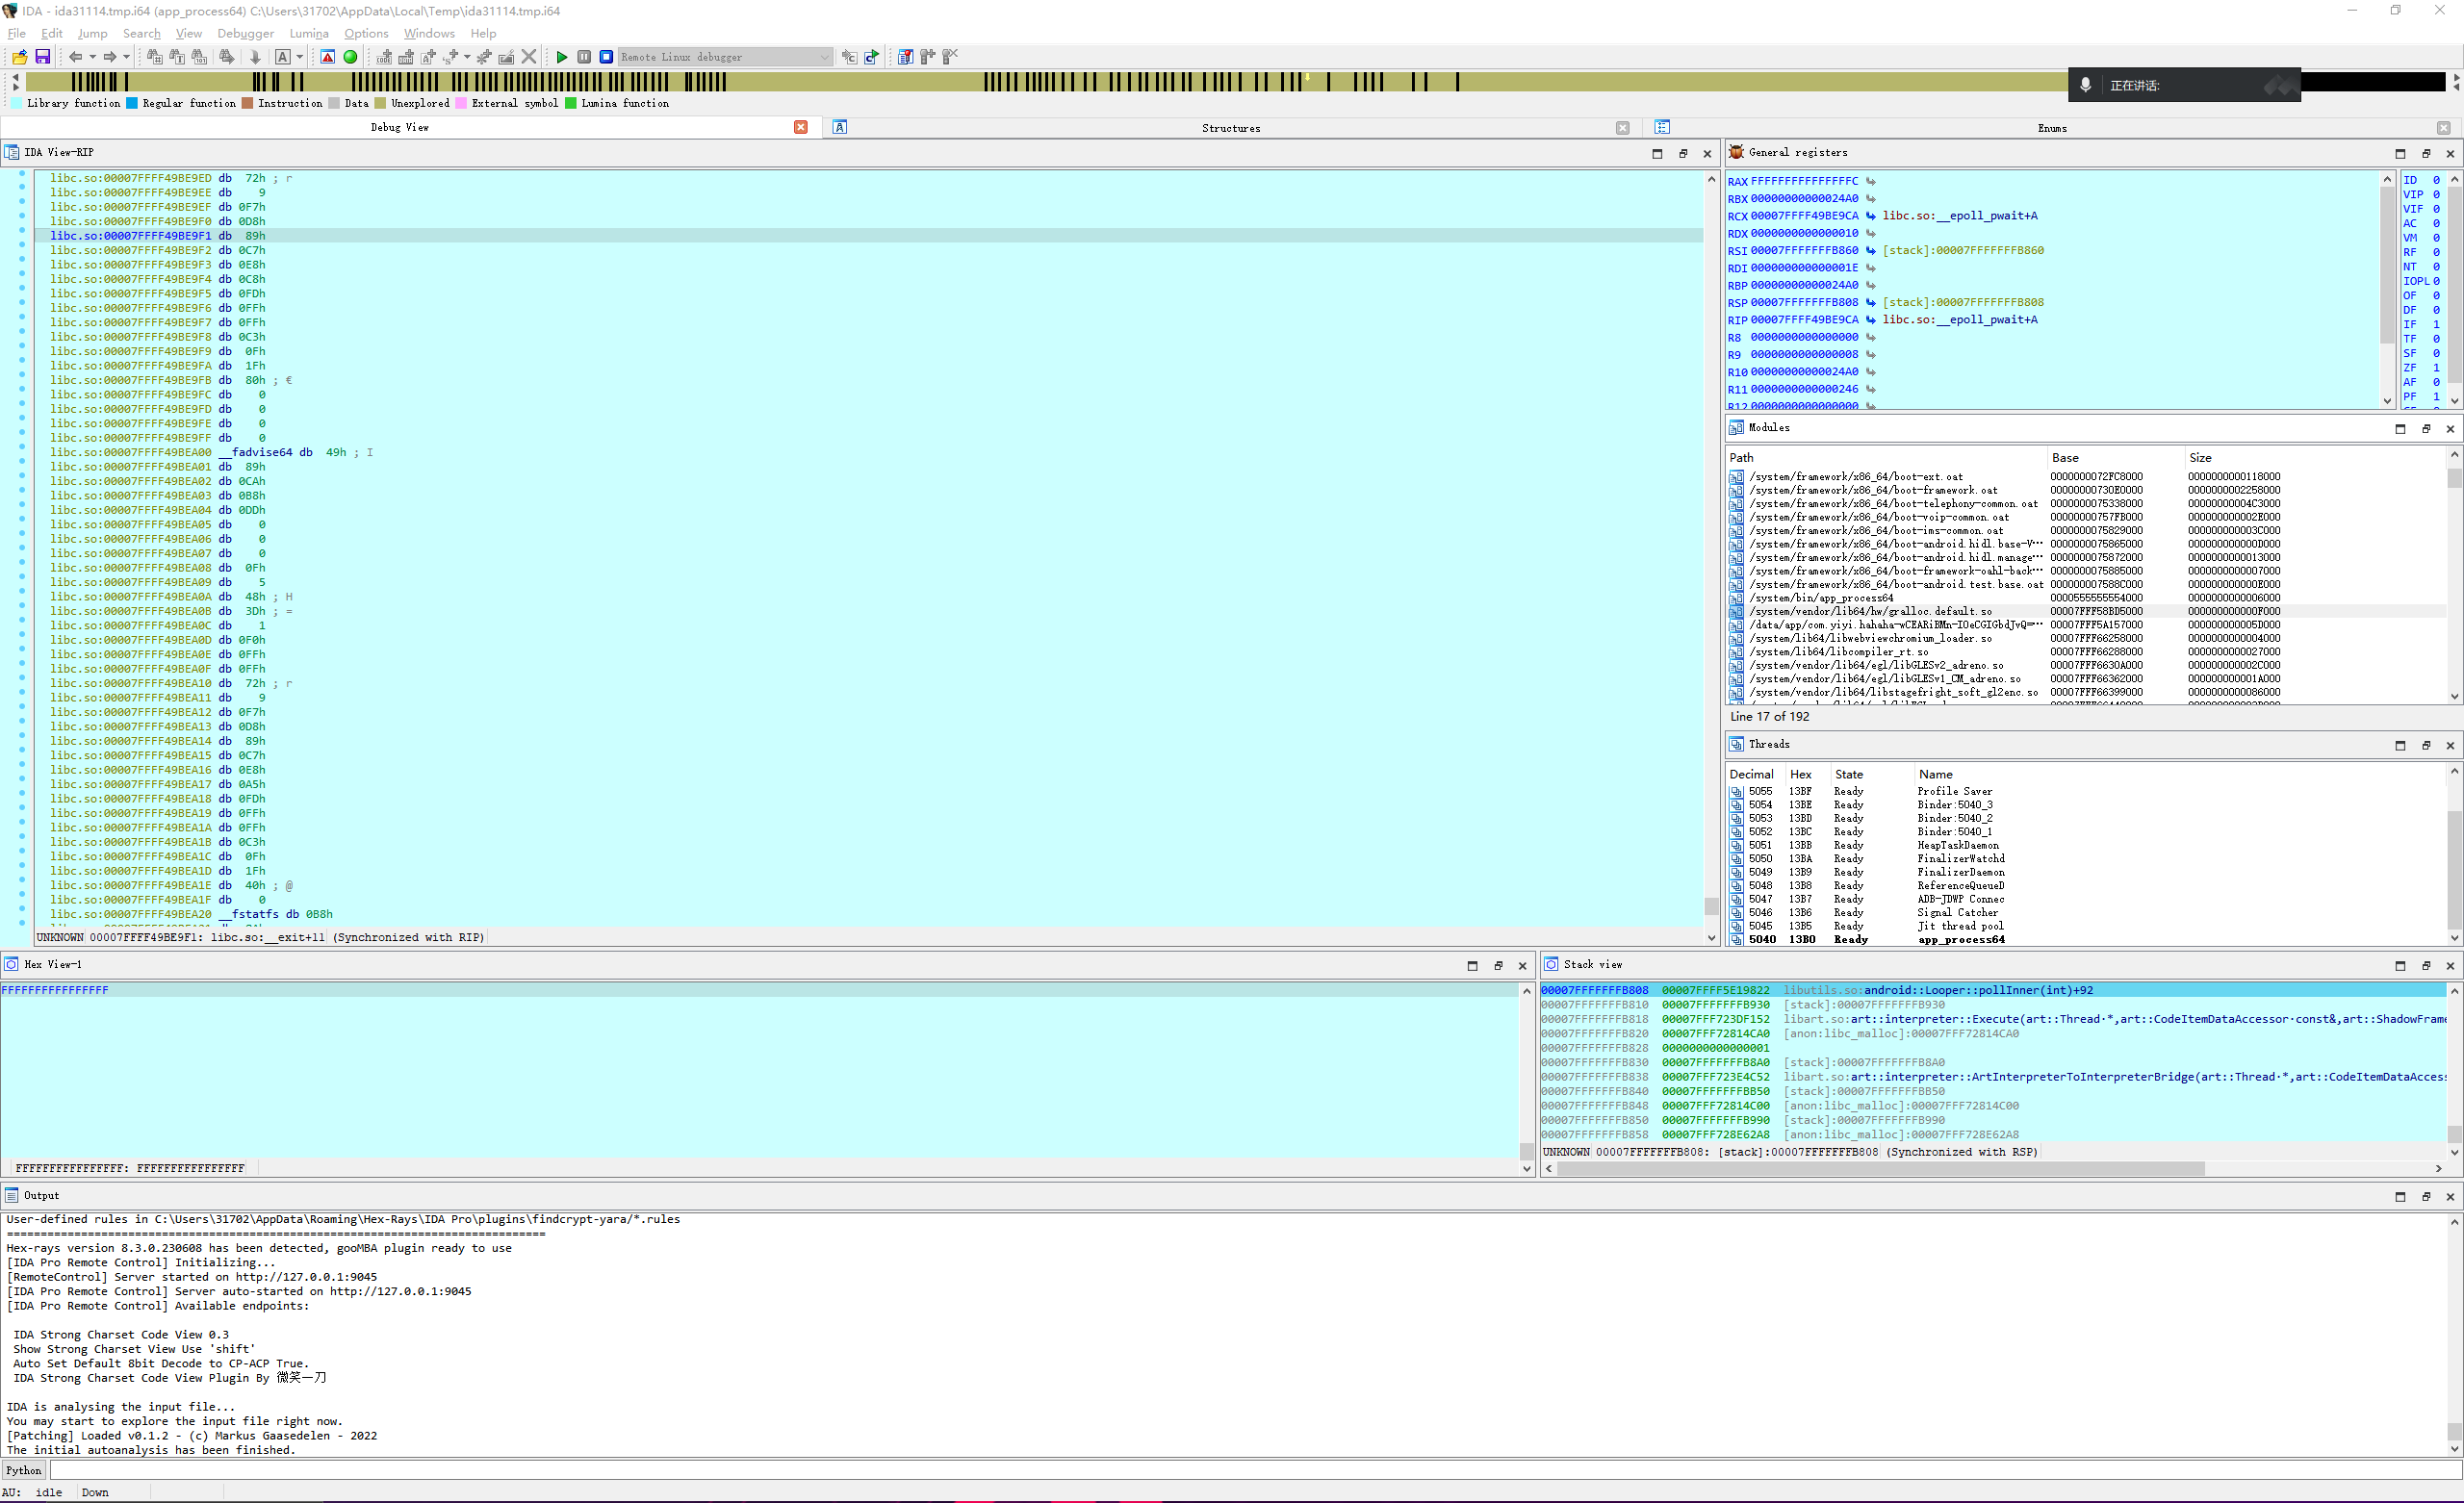 IDA - ida31114.tmp.i64 (app_process64) C:\Users\31702\AppData\Local\Temp\ida31114.tmp.i64
File Edit Jump Search View Debugger Lumina Options Windows Help
Remote Linux debugger
正在讲话:
Library function Regular function Instruction Data Unexplored External symbol Lumina function
Debug View Structures Enums
IDA View-RIP
libc.so:00007FFFF49BE9ED db 72h ; r
libc.so:00007FFFF49BE9EE db 9
libc.so:00007FFFF49BE9EF db 0F7h
libc.so:00007FFFF49BE9F0 db 0D8h
libc.so:00007FFFF49BE9F1 db 89h
libc.so:00007FFFF49BE9F2 db 0C7h
libc.so:00007FFFF49BE9F3 db 0E8h
libc.so:00007FFFF49BE9F4 db 0C8h
libc.so:00007FFFF49BE9F5 db 0FDh
libc.so:00007FFFF49BE9F6 db 0FFh
libc.so:00007FFFF49BE9F7 db 0FFh
libc.so:00007FFFF49BE9F8 db 0C3h
libc.so:00007FFFF49BE9F9 db 0Fh
libc.so:00007FFFF49BE9FA db 1Fh
libc.so:00007FFFF49BE9FB db 80h ; €
libc.so:00007FFFF49BE9FC db 0
libc.so:00007FFFF49BE9FD db 0
libc.so:00007FFFF49BE9FE db 0
libc.so:00007FFFF49BE9FF db 0
libc.so:00007FFFF49BEA00 __fadvise64 db 49h ; I
libc.so:00007FFFF49BEA01 db 89h
libc.so:00007FFFF49BEA02 db 0CAh
libc.so:00007FFFF49BEA03 db 0B8h
libc.so:00007FFFF49BEA04 db 0DDh
libc.so:00007FFFF49BEA05 db 0
libc.so:00007FFFF49BEA06 db 0
libc.so:00007FFFF49BEA07 db 0
libc.so:00007FFFF49BEA08 db 0Fh
libc.so:00007FFFF49BEA09 db 5
libc.so:00007FFFF49BEA0A db 48h ; H
libc.so:00007FFFF49BEA0B db 3Dh ; =
libc.so:00007FFFF49BEA0C db 1
libc.so:00007FFFF49BEA0D db 0F0h
libc.so:00007FFFF49BEA0E db 0FFh
libc.so:00007FFFF49BEA0F db 0FFh
libc.so:00007FFFF49BEA10 db 72h ; r
libc.so:00007FFFF49BEA11 db 9
libc.so:00007FFFF49BEA12 db 0F7h
libc.so:00007FFFF49BEA13 db 0D8h
libc.so:00007FFFF49BEA14 db 89h
libc.so:00007FFFF49BEA15 db 0C7h
libc.so:00007FFFF49BEA16 db 0E8h
libc.so:00007FFFF49BEA17 db 0A5h
libc.so:00007FFFF49BEA18 db 0FDh
libc.so:00007FFFF49BEA19 db 0FFh
libc.so:00007FFFF49BEA1A db 0FFh
libc.so:00007FFFF49BEA1B db 0C3h
libc.so:00007FFFF49BEA1C db 0Fh
libc.so:00007FFFF49BEA1D db 1Fh
libc.so:00007FFFF49BEA1E db 40h ; @
libc.so:00007FFFF49BEA1F db 0
libc.so:00007FFFF49BEA20 __fstatfs db 0B8h
UNKNOWN 00007FFFF49BE9F1: libc.so:__exit+11 (Synchronized with RIP)
General registers
RAX FFFFFFFFFFFFFFFC
RBX 00000000000024A0
RCX 00007FFFF49BE9CA libc.so:__epoll_pwait+A
RDX 0000000000000010
RSI 00007FFFFFFFB860 [stack]:00007FFFFFFFB860
RDI 000000000000001E
RBP 00000000000024A0
RSP 00007FFFFFFFB808 [stack]:00007FFFFFFFB808
RIP 00007FFFF49BE9CA libc.so:__epoll_pwait+A
R8 0000000000000000
R9 0000000000000008
R10 00000000000024A0
R11 0000000000000246
R12 0000000000000000
ID 0
VIP 0
VIF 0
AC 0
VM 0
RF 0
NT 0
IOPL 0
OF 0
DF 0
IF 1
TF 0
SF 0
ZF 1
AF 0
PF 1
Modules
Path Base Size
/system/framework/x86_64/boot-ext.oat 0000000072FC8000 0000000000118000
/system/framework/x86_64/boot-framework.oat 00000000730E0000 0000000002258000
/system/framework/x86_64/boot-telephony-common.oat 0000000075338000 00000000004C3000
/system/framework/x86_64/boot-voip-common.oat 00000000757FB000 000000000002E000
/system/framework/x86_64/boot-ims-common.oat 0000000075829000 000000000003C000
/system/framework/x86_64/boot-android.hidl.base-V··· 0000000075865000 000000000000D000
/system/framework/x86_64/boot-android.hidl.manage··· 0000000075872000 0000000000013000
/system/framework/x86_64/boot-framework-oahl-back··· 0000000075885000 0000000000007000
/system/framework/x86_64/boot-android.test.base.oat 000000007588C000 000000000000E000
/system/bin/app_process64 0000555555554000 0000000000006000
/system/vendor/lib64/hw/gralloc.default.so 00007FFF58BD5000 000000000000F000
/data/app/com.yiyi.hahaha-wCEARiBMn-IOeCGIGbdJvQ=··· 00007FFF5A157000 000000000005D000
/system/lib64/libwebviewchromium_loader.so 00007FFF66258000 0000000000004000
/system/lib64/libcompiler_rt.so 00007FFF66288000 0000000000027000
/system/vendor/lib64/egl/libGLESv2_adreno.so 00007FFF6630A000 000000000002C000
/system/vendor/lib64/egl/libGLESv1_CM_adreno.so 00007FFF66362000 000000000001A000
/system/vendor/lib64/libstagefright_soft_gl2enc.so 00007FFF66399000 0000000000086000
Line 17 of 192
Threads
Decimal Hex State Name
5055 13BF Ready Profile Saver
5054 13BE Ready Binder:5040_3
5053 13BD Ready Binder:5040_2
5052 13BC Ready Binder:5040_1
5051 13BB Ready HeapTaskDaemon
5050 13BA Ready FinalizerWatchd
5049 13B9 Ready FinalizerDaemon
5048 13B8 Ready ReferenceQueueD
5047 13B7 Ready ADB-JDWP Connec
5046 13B6 Ready Signal Catcher
5045 13B5 Ready Jit thread pool
5040 13B0 Ready app_process64
Hex View-1
FFFFFFFFFFFFFFFF
FFFFFFFFFFFFFFFF: FFFFFFFFFFFFFFFF
Stack view
00007FFFFFFFB808 00007FFFF5E19822 libutils.so:android::Looper::pollInner(int)+92
00007FFFFFFFB810 00007FFFFFFFB930 [stack]:00007FFFFFFFB930
00007FFFFFFFB818 00007FFF723DF152 libart.so:art::interpreter::Execute(art::Thread·*,art::CodeItemDataAccessor·const&,art::ShadowFrame
00007FFFFFFFB820 00007FFF72814CA0 [anon:libc_malloc]:00007FFF72814CA0
00007FFFFFFFB828 0000000000000001
00007FFFFFFFB830 00007FFFFFFFB8A0 [stack]:00007FFFFFFFB8A0
00007FFFFFFFB838 00007FFF723E4C52 libart.so:art::interpreter::ArtInterpreterToInterpreterBridge(art::Thread·*,art::CodeItemDataAccess
00007FFFFFFFB840 00007FFFFFFFBB50 [stack]:00007FFFFFFFBB50
00007FFFFFFFB848 00007FFF72814C00 [anon:libc_malloc]:00007FFF72814C00
00007FFFFFFFB850 00007FFFFFFFB990 [stack]:00007FFFFFFFB990
00007FFFFFFFB858 00007FFF728E62A8 [anon:libc_malloc]:00007FFF728E62A8
UNKNOWN 00007FFFFFFFB808: [stack]:00007FFFFFFFB808 (Synchronized with RSP)
Output
User-defined rules in C:\Users\31702\AppData\Roaming\Hex-Rays\IDA Pro\plugins\findcrypt-yara/*.rules
================================================================================
Hex-rays version 8.3.0.230608 has been detected, gooMBA plugin ready to use
[IDA Pro Remote Control] Initializing...
[RemoteControl] Server started on http://127.0.0.1:9045
[IDA Pro Remote Control] Server auto-started on http://127.0.0.1:9045
[IDA Pro Remote Control] Available endpoints:
IDA Strong Charset Code View 0.3
Show Strong Charset View Use 'shift'
Auto Set Default 8bit Decode to CP-ACP True.
IDA Strong Charset Code View Plugin By 微笑一刀
IDA is analysing the input file...
You may start to explore the input file right now.
[Patching] Loaded v0.1.2 - (c) Markus Gaasedelen - 2022
The initial autoanalysis has been finished.
Python
AU: idle Down